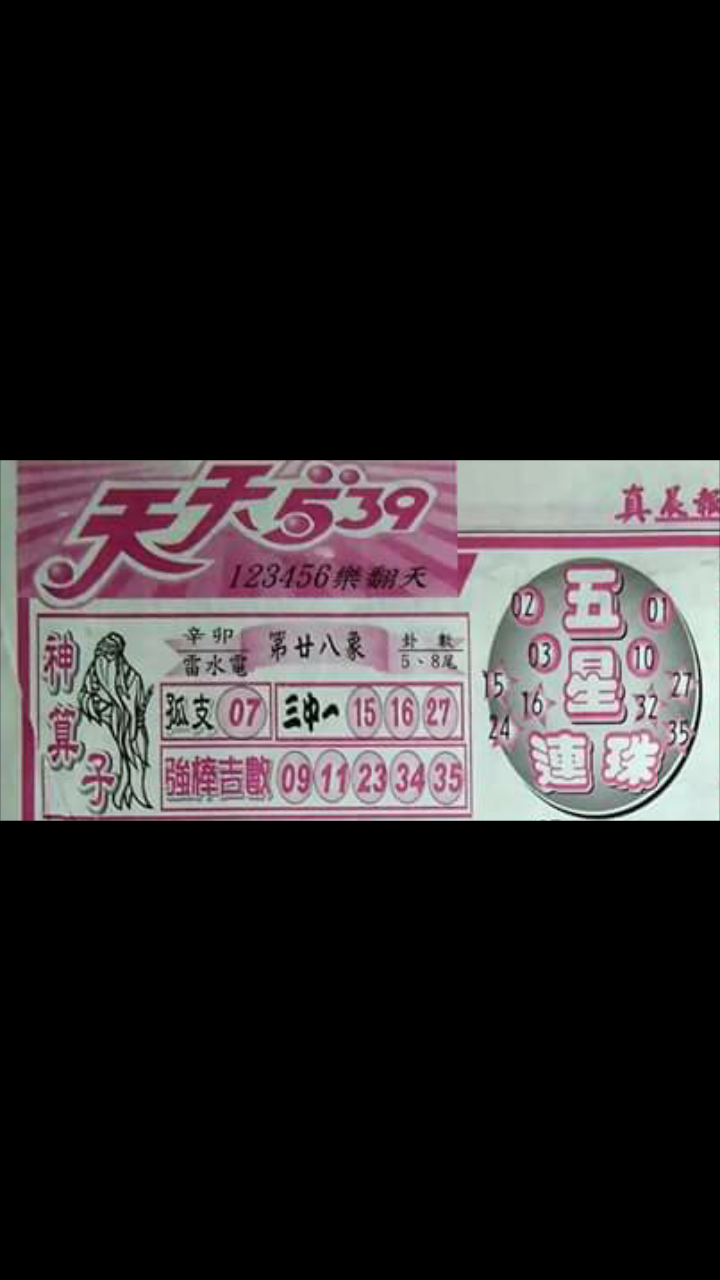 天天539
123456樂翻天
真晨報
神算子
辛卯
雷水電
第廿八象
卦數
5、8尾
孤支 07
三中一 15 16 27
強棒吉數 09 11 23 34 35
五星連珠
02 01
03 10
15 16 24
27 32 35